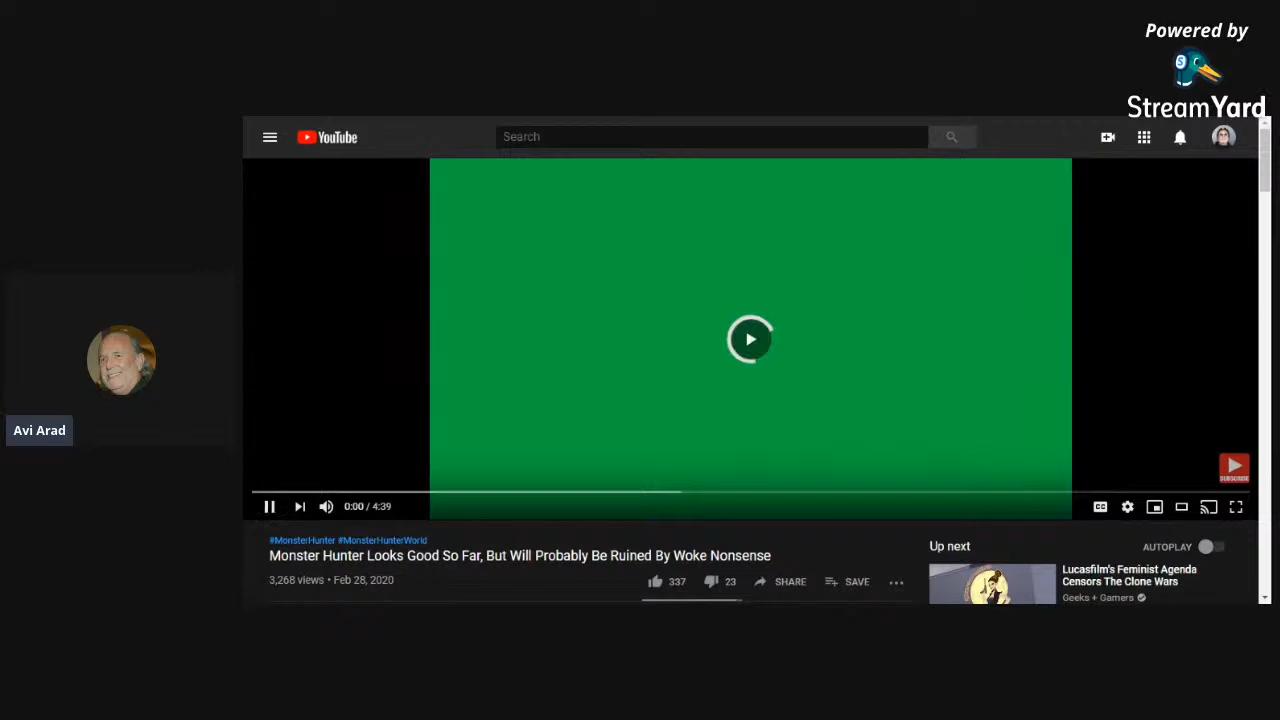 Powered by
StreamYard
YouTube
Search
SUBSCRIBE
0:00 / 4:39
#MonsterHunter #MonsterHunterWorld
Monster Hunter Looks Good So Far, But Will Probably Be Ruined By Woke Nonsense
3,268 views • Feb 28, 2020
337
23
SHARE
SAVE
Up next
AUTOPLAY
Lucasfilm's Feminist Agenda
Censors The Clone Wars
Geeks + Gamers
Avi Arad